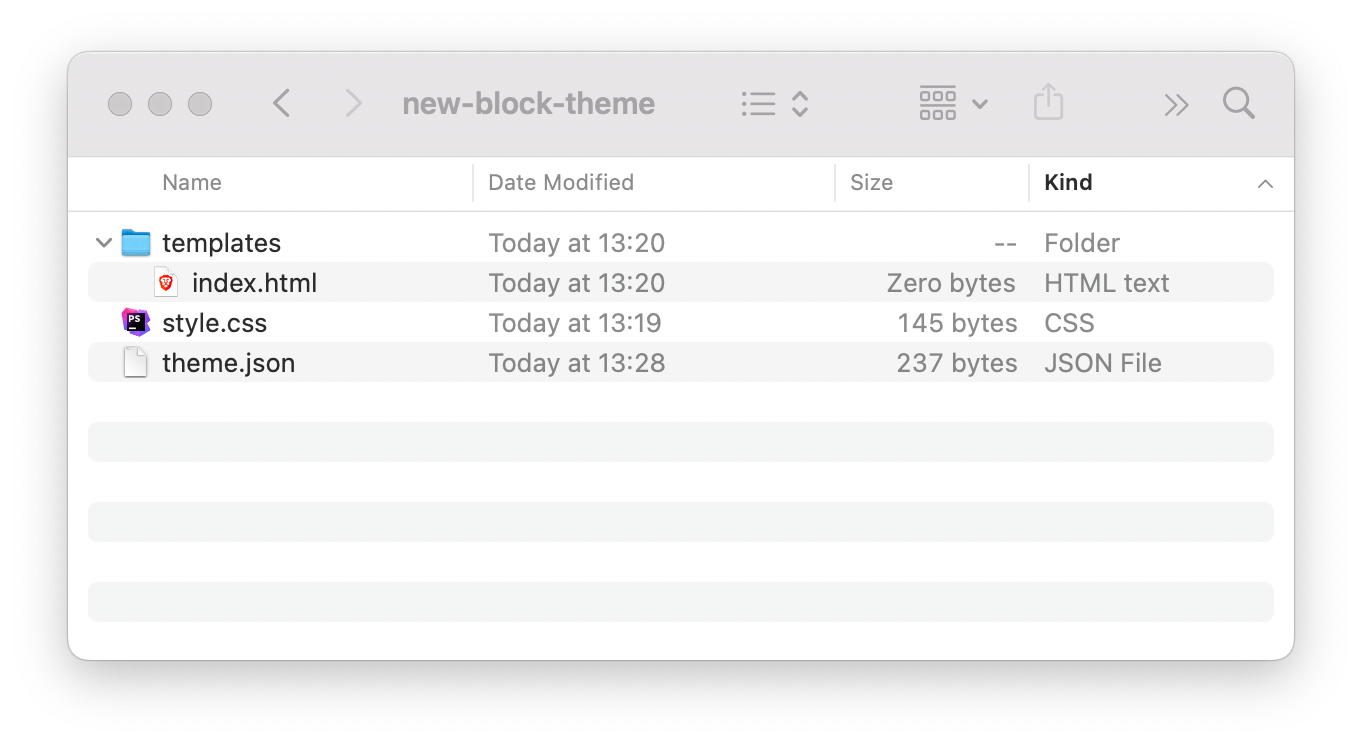 new-block-theme
Name Date Modified Size Kind
templates Today at 13:20 -- Folder
index.html Today at 13:20 Zero bytes HTML text
PS style.css Today at 13:19 145 bytes CSS
theme.json Today at 13:28 237 bytes JSON File